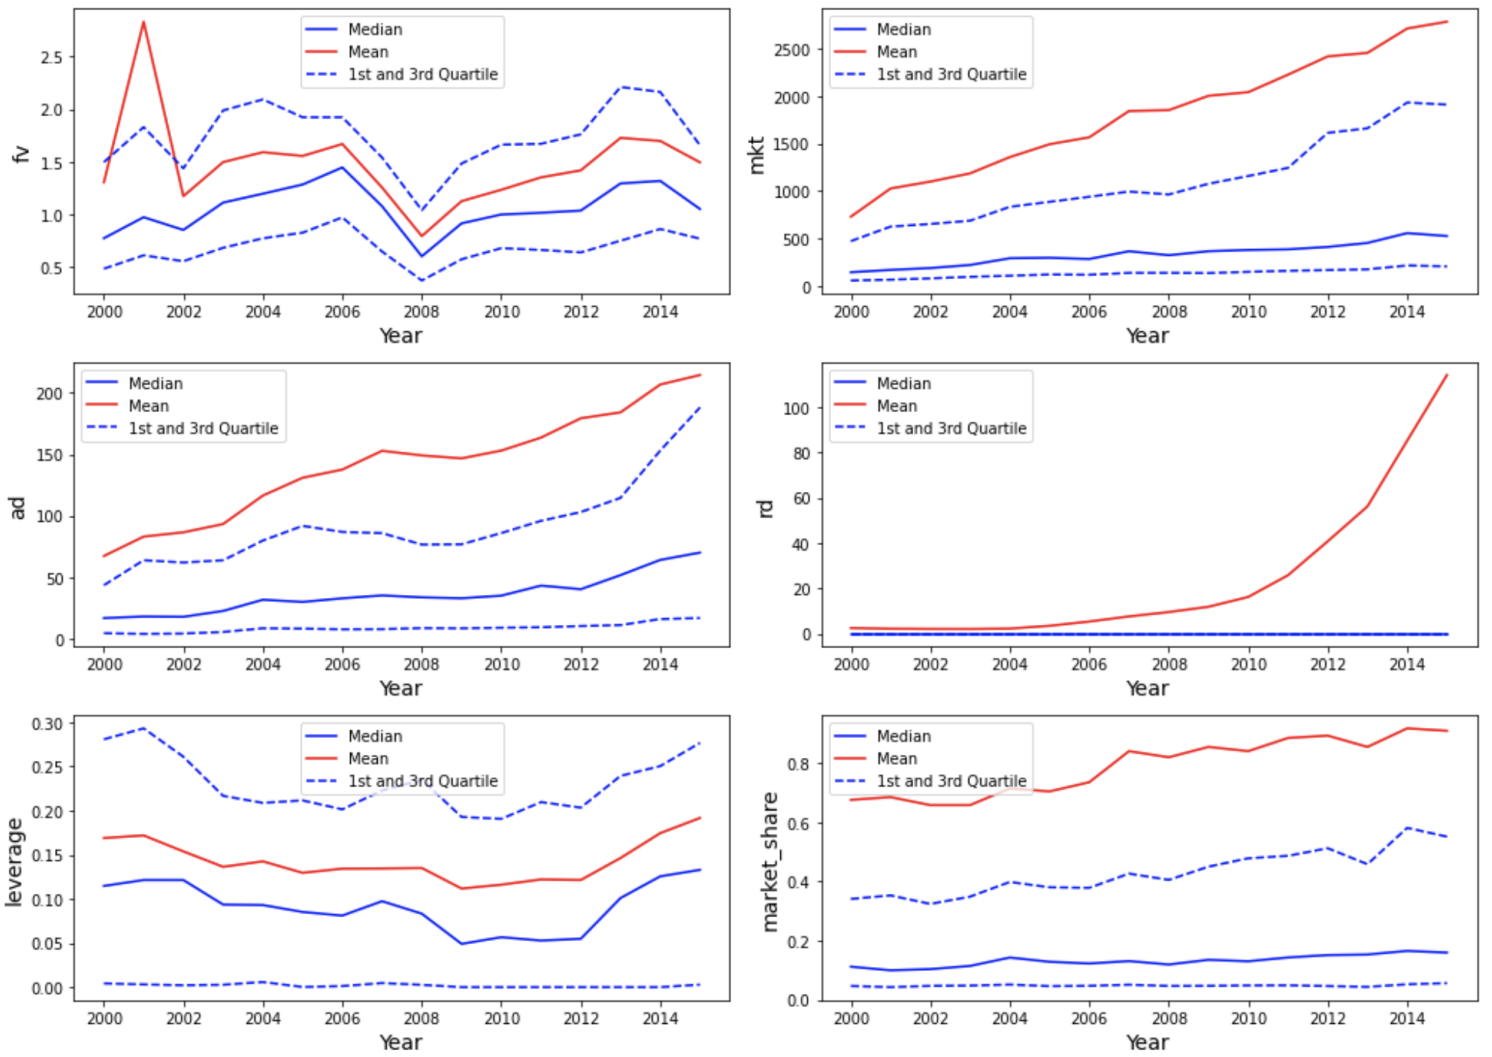 Median
Mean
1st and 3rd Quartile
2.5
2.0
1.5
1.0
0.5
fv
2000 2002 2004 2006 2008 2010 2012 2014
Year
Median
Mean
1st and 3rd Quartile
2500
2000
1500
1000
500
0
mkt
2000 2002 2004 2006 2008 2010 2012 2014
Year
Median
Mean
1st and 3rd Quartile
200
150
100
50
0
ad
2000 2002 2004 2006 2008 2010 2012 2014
Year
Median
Mean
1st and 3rd Quartile
100
80
60
40
20
0
rd
2000 2002 2004 2006 2008 2010 2012 2014
Year
Median
Mean
1st and 3rd Quartile
0.30
0.25
0.20
0.15
0.10
0.05
0.00
leverage
2000 2002 2004 2006 2008 2010 2012 2014
Year
Median
Mean
1st and 3rd Quartile
0.8
0.6
0.4
0.2
0.0
market_share
2000 2002 2004 2006 2008 2010 2012 2014
Year